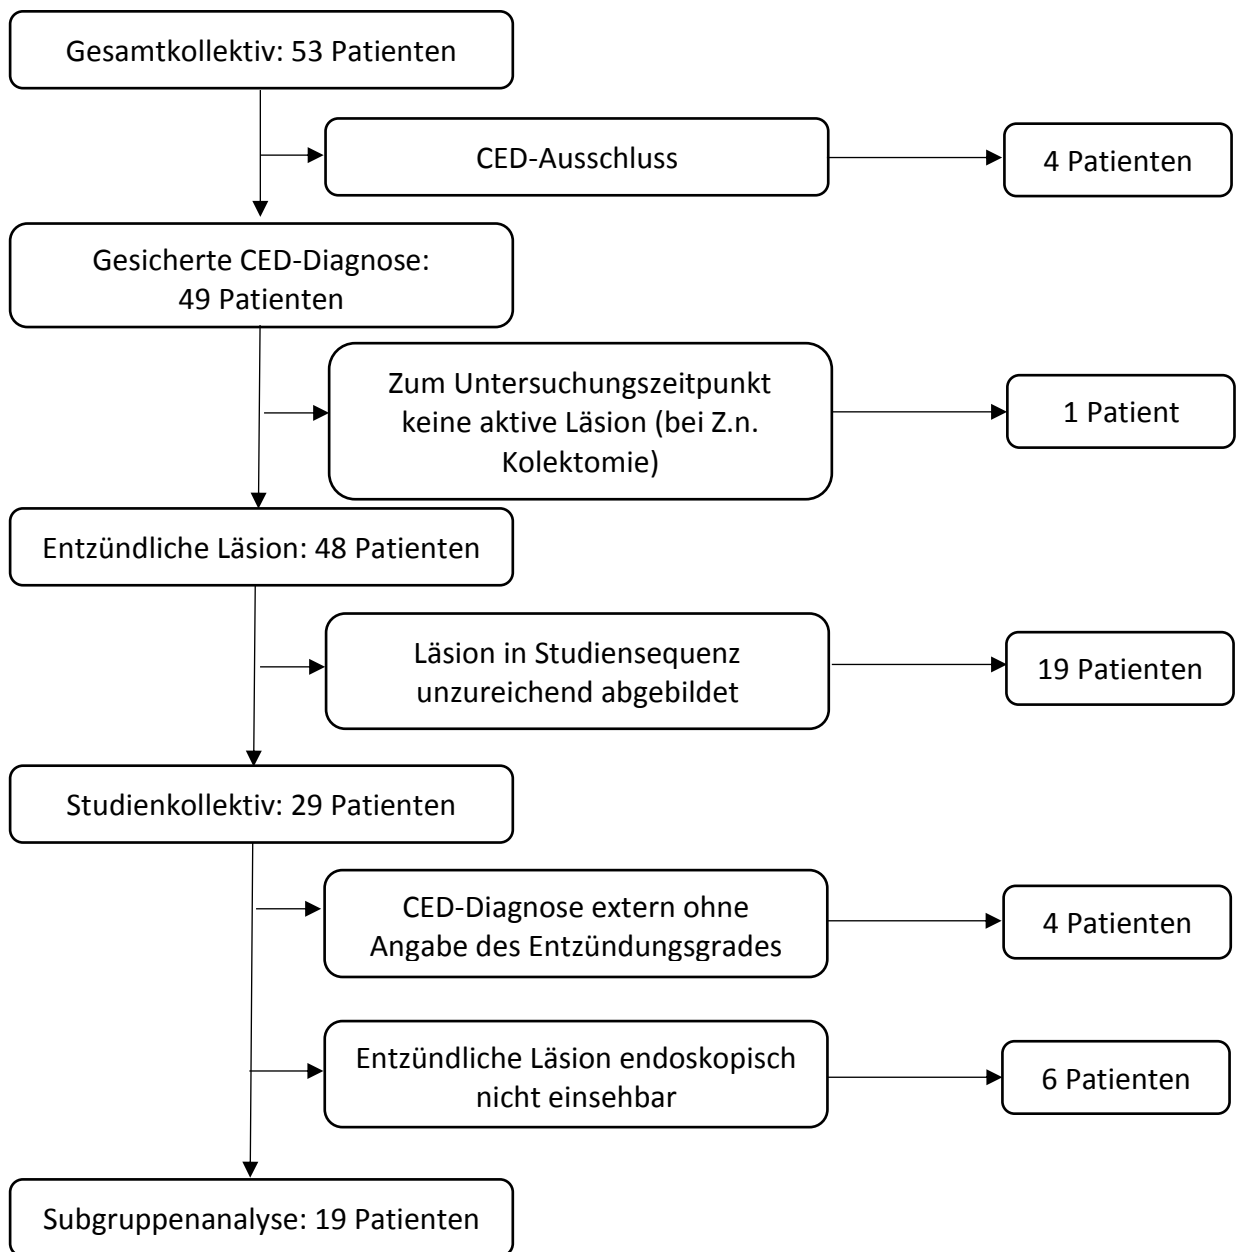 Gesamtkollektiv: 53 Patienten
CED-Ausschluss
4 Patienten
Gesicherte CED-Diagnose:
49 Patienten
Zum Untersuchungszeitpunkt
keine aktive Läsion (bei Z.n.
Kolektomie)
1 Patient
Entzündliche Läsion: 48 Patienten
Läsion in Studiensequenz
unzureichend abgebildet
19 Patienten
Studienkollektiv: 29 Patienten
CED-Diagnose extern ohne
Angabe des Entzündungsgrades
4 Patienten
Entzündliche Läsion endoskopisch
nicht einsehbar
6 Patienten
Subgruppenanalyse: 19 Patienten